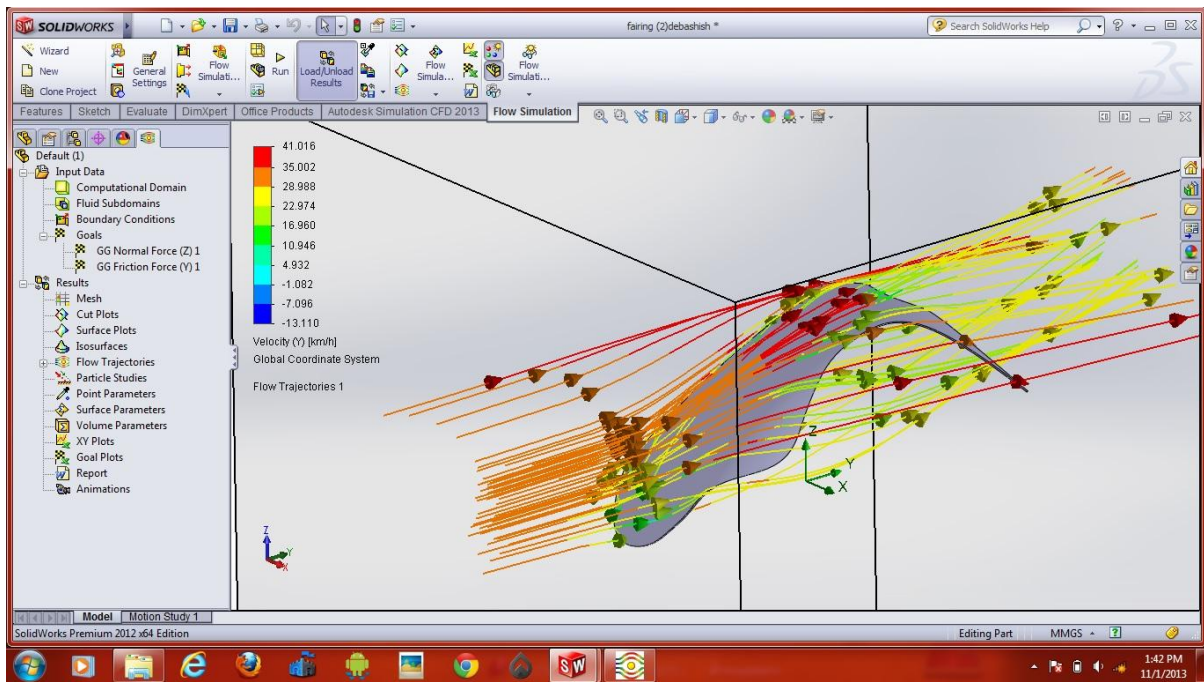 SOLIDWORKS
fairing (2)debashish *
Search SolidWorks Help
Wizard
New
Clone Project
General Settings
Flow Simulati...
Run
Load/Unload Results
Flow Simula...
Flow Simulati...
Features Sketch Evaluate DimXpert Office Products Autodesk Simulation CFD 2013 Flow Simulation
Default (1)
Input Data
Computational Domain
Fluid Subdomains
Boundary Conditions
Goals
GG Normal Force (Z) 1
GG Friction Force (Y) 1
Results
Mesh
Cut Plots
Surface Plots
Isosurfaces
Flow Trajectories
Particle Studies
Point Parameters
Surface Parameters
Volume Parameters
XY Plots
Goal Plots
Report
Animations
41.016
35.002
28.988
22.974
16.960
10.946
4.932
-1.082
-7.096
-13.110
Velocity (Y) [km/h]
Global Coordinate System
Flow Trajectories 1
Z
Y
X
Z
Y
X
Model Motion Study 1
SolidWorks Premium 2012 x64 Edition
Editing Part
MMGS
SW
1:42 PM
11/1/2013